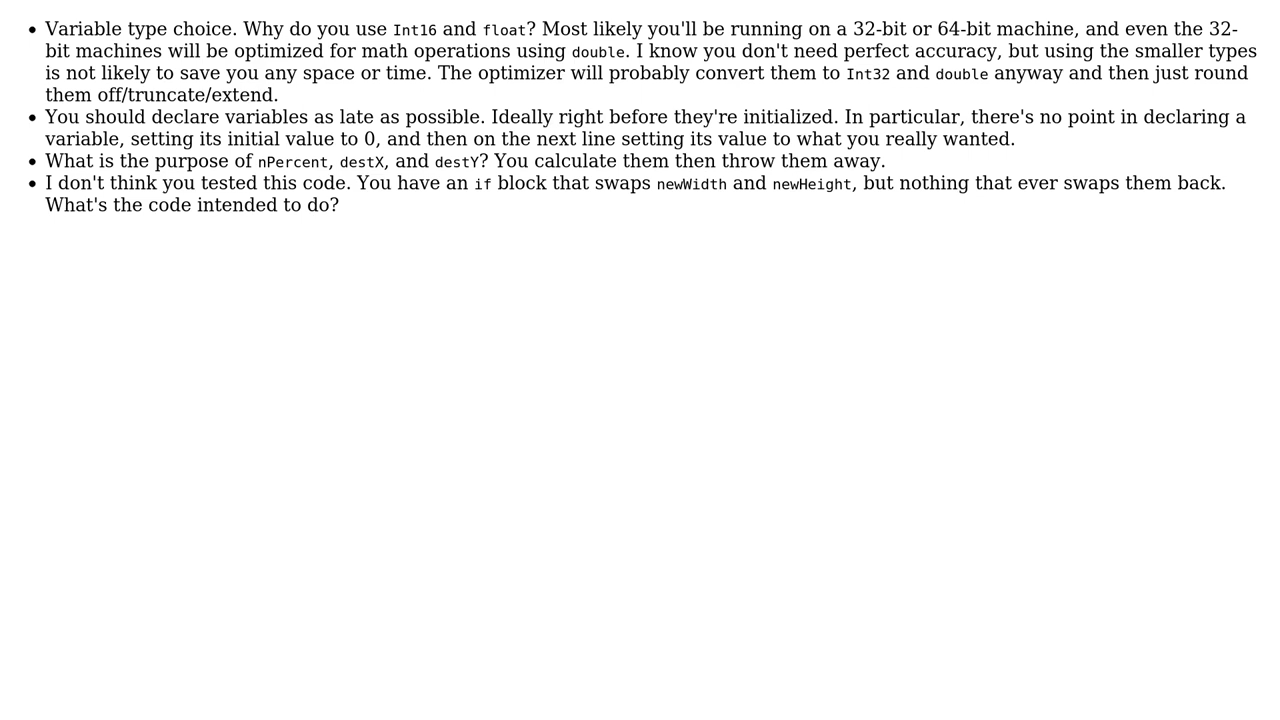 • Variable type choice. Why do you use Int16 and float? Most likely you'll be running on a 32-bit or 64-bit machine, and even the 32-
bit machines will be optimized for math operations using double. I know you don't need perfect accuracy, but using the smaller types
is not likely to save you any space or time. The optimizer will probably convert them to Int32 and double anyway and then just round
them off/truncate/extend.
• You should declare variables as late as possible. Ideally right before they're initialized. In particular, there's no point in declaring a
variable, setting its initial value to 0, and then on the next line setting its value to what you really wanted.
• What is the purpose of nPercent, destX, and destY? You calculate them then throw them away.
• I don't think you tested this code. You have an if block that swaps newWidth and newHeight, but nothing that ever swaps them back.
What's the code intended to do?